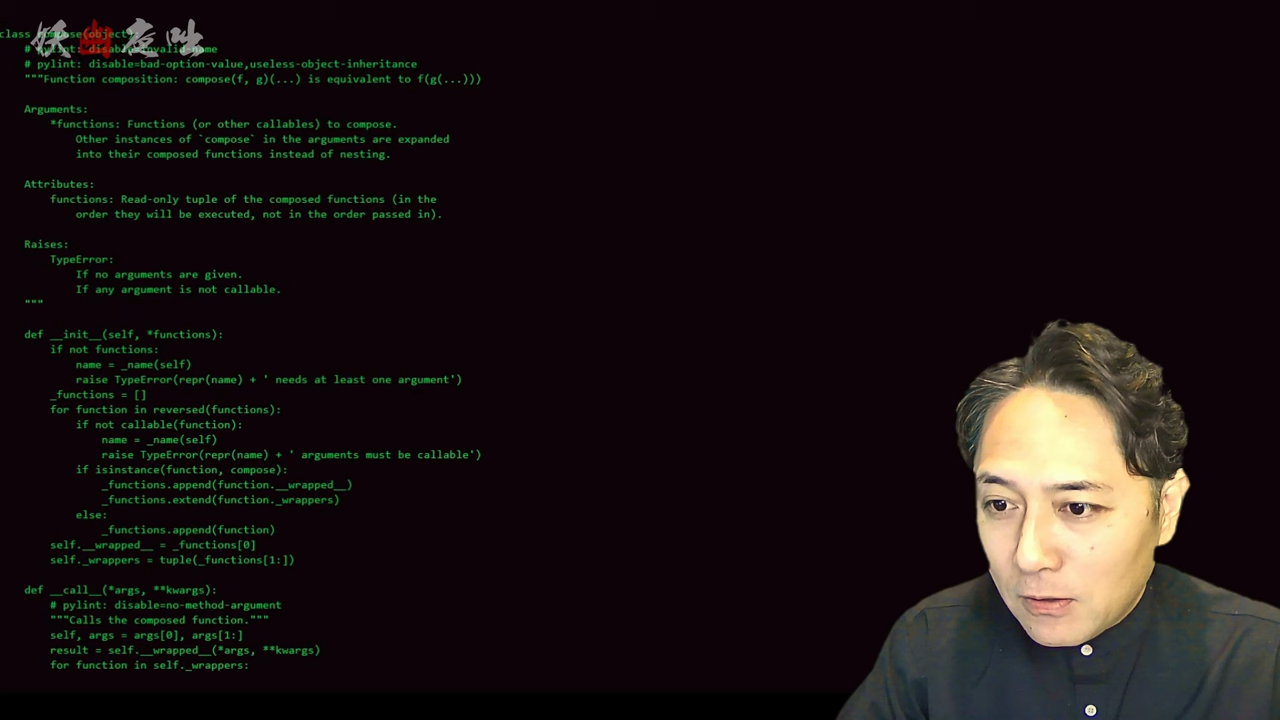 妖幽夜咄
class compose(object):
# pylint: disable=invalid-name
# pylint: disable=bad-option-value,useless-object-inheritance
"""Function composition: compose(f, g)(...) is equivalent to f(g(...)))
Arguments:
*functions: Functions (or other callables) to compose.
Other instances of `compose` in the arguments are expanded
into their composed functions instead of nesting.
Attributes:
functions: Read-only tuple of the composed functions (in the
order they will be executed, not in the order passed in).
Raises:
TypeError:
If no arguments are given.
If any argument is not callable.
"""
def __init__(self, *functions):
if not functions:
name = _name(self)
raise TypeError(repr(name) + ' needs at least one argument')
_functions = []
for function in reversed(functions):
if not callable(function):
name = _name(self)
raise TypeError(repr(name) + ' arguments must be callable')
if isinstance(function, compose):
_functions.append(function.__wrapped__)
_functions.extend(function._wrappers)
else:
_functions.append(function)
self.__wrapped__ = _functions[0]
self._wrappers = tuple(_functions[1:])
def __call__(*args, **kwargs):
# pylint: disable=no-method-argument
"""Calls the composed function."""
self, args = args[0], args[1:]
result = self.__wrapped__(*args, **kwargs)
for function in self._wrappers: